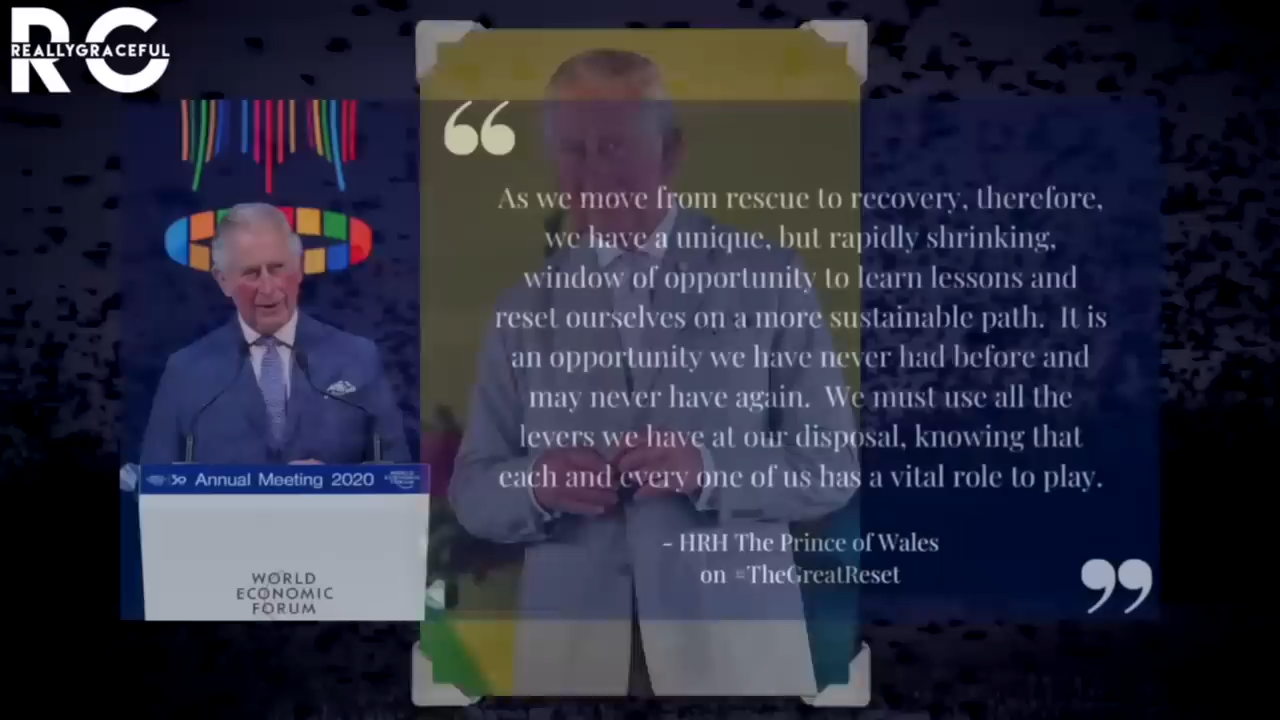 RG
REALLYGRACEFUL
“
As we move from rescue to recovery, therefore,
we have a unique, but rapidly shrinking,
window of opportunity to learn lessons and
reset ourselves on a more sustainable path. It is
an opportunity we have never had before and
may never have again. We must use all the
levers we have at our disposal, knowing that
each and every one of us has a vital role to play.
- HRH The Prince of Wales
on #TheGreatReset
”
Annual Meeting 2020
WORLD
ECONOMIC
FORUM
WORLD
ECONOMIC
FORUM